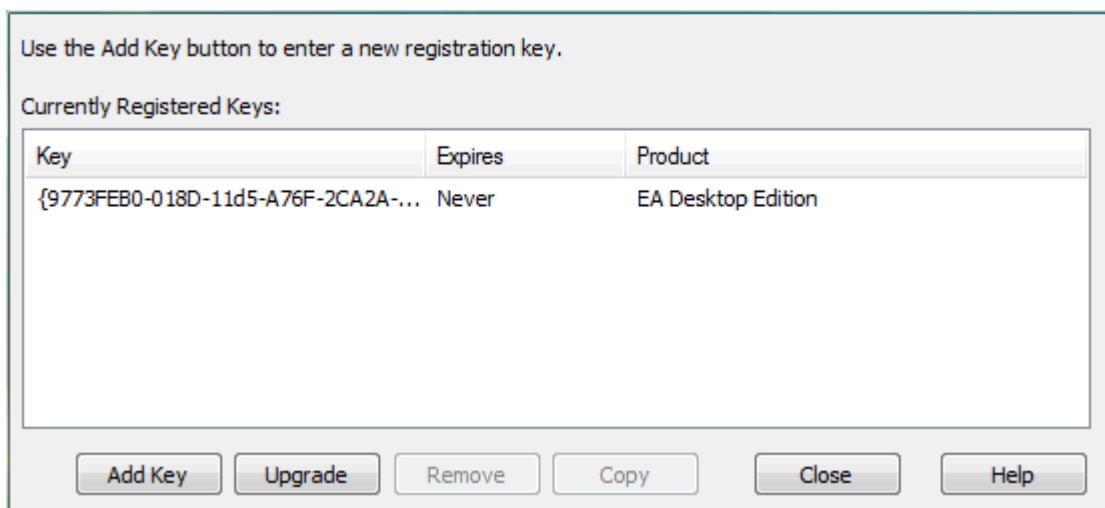 Use the Add Key button to enter a new registration key.
Currently Registered Keys:
Key Expires Product
{9773FEB0-018D-11d5-A76F-2CA2A-... Never EA Desktop Edition
Add Key Upgrade Remove Copy Close Help